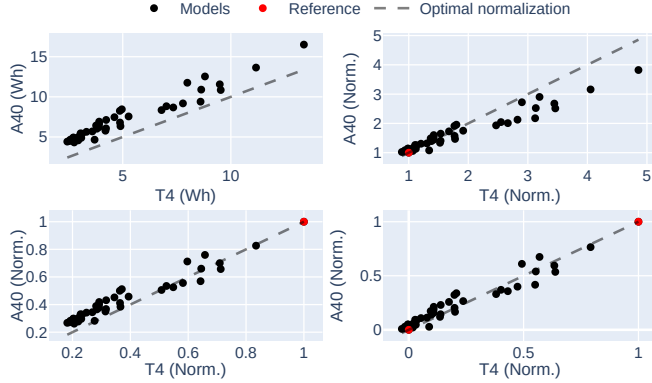 Models Reference Optimal normalization
A40 (Wh)
15
10
5
5 10
T4 (Wh)
A40 (Norm.)
5
4
3
2
1
1 2 3 4 5
T4 (Norm.)
A40 (Norm.)
1
0.8
0.6
0.4
0.2
0.2 0.4 0.6 0.8 1
T4 (Norm.)
A40 (Norm.)
1
0.5
0
0 0.5 1
T4 (Norm.)